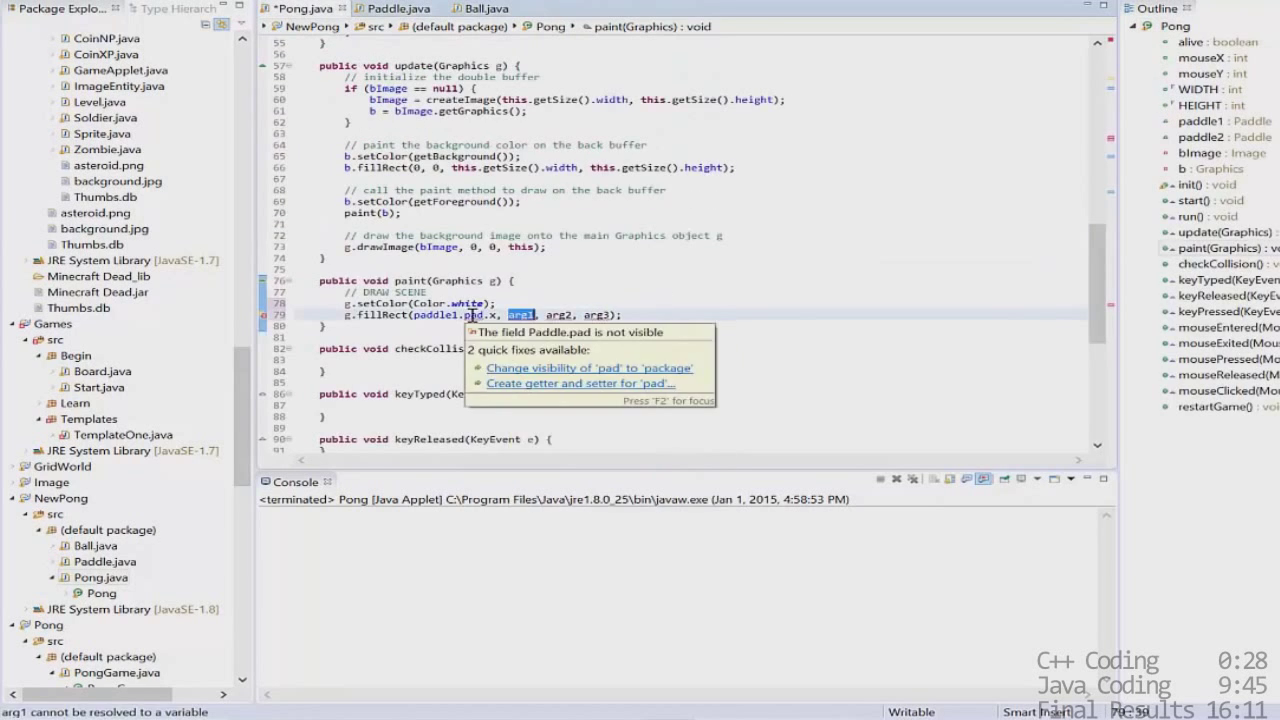 Package Explo...
Type Hierarch
CoinNP.java
CoinXP.java
GameApplet.java
ImageEntity.java
Level.java
Soldier.java
Sprite.java
Zombie.java
asteroid.png
background.jpg
Thumbs.db
asteroid.png
background.jpg
Thumbs.db
JRE System Library [JavaSE-1.7]
Minecraft Dead_lib
Minecraft Dead.jar
Thumbs.db
Games
src
Begin
Board.java
Start.java
Learn
Templates
TemplateOne.java
JRE System Library [JavaSE-1.7]
GridWorld
Image
NewPong
src
(default package)
Ball.java
Paddle.java
Pong.java
Pong
JRE System Library [JavaSE-1.8]
Pong
src
(default package)
PongGame.java
*Pong.java
Paddle.java
Ball.java
NewPong
src
(default package)
Pong
paint(Graphics) : void
55 }
56
57 public void update(Graphics g) {
58 // initialize the double buffer
59 if (bImage == null) {
60 bImage = createImage(this.getSize().width, this.getSize().height);
61 b = bImage.getGraphics();
62 }
63
64 // paint the background color on the back buffer
65 b.setColor(getBackground());
66 b.fillRect(0, 0, this.getSize().width, this.getSize().height);
67
68 // call the paint method to draw on the back buffer
69 b.setColor(getForeground());
70 paint(b);
71
72 // draw the background image onto the main Graphics object g
73 g.drawImage(bImage, 0, 0, this);
74 }
75
76 public void paint(Graphics g) {
77 // DRAW SCENE
78 g.setColor(Color.white);
79 g.fillRect(paddle1.pad.x, arg1, arg2, arg3);
80 }
The field Paddle.pad is not visible
82 public void checkCollis
2 quick fixes available:
Change visibility of 'pad' to 'package'
84 }
Create getter and setter for 'pad'...
Press 'F2' for focus
86 public void keyTyped(Ke
87
88 }
89
90 public void keyReleased(KeyEvent e) {
91 }
Console
<terminated> Pong [Java Applet] C:\Program Files\Java\jre1.8.0_25\bin\javaw.exe (Jan 1, 2015, 4:58:53 PM)
Outline
Pong
alive : boolean
mouseX : int
mouseY : int
WIDTH : int
HEIGHT : int
paddle1 : Paddle
paddle2 : Paddle
bImage : Image
b : Graphics
init() : void
start() : void
run() : void
update(Graphics
paint(Graphics) :
checkCollision()
keyTyped(KeyEv
keyReleased(Key
keyPressed(KeyE
mouseEntered(M
mouseExited(Mo
mousePressed(M
mouseReleased(
mouseClicked(M
restartGame() :
C++ Coding 0:28
Java Coding 9:45
Final Results 16:11
arg1 cannot be resolved to a variable
Writable
Smart Insert